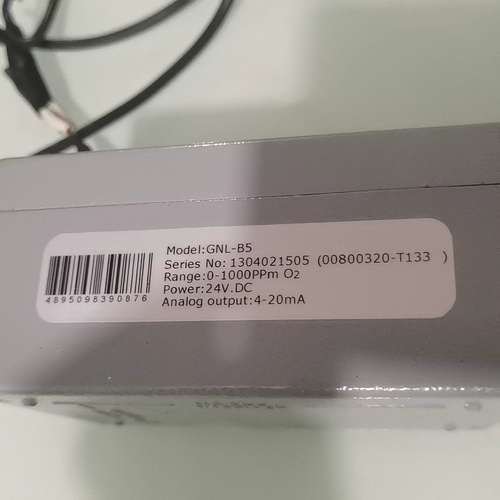 Model:GNL-B5
Series No: 1304021505 (00800320-T133 )
Range:0-1000PPm O2
Power:24V.DC
Analog output:4-20mA
4895098390876